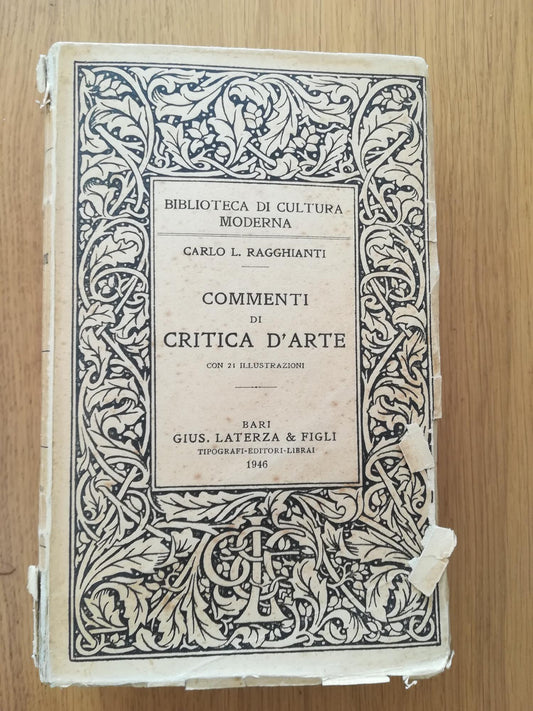 BIBLIOTECA DI CULTURA
MODERNA
CARLO L. RAGGHIANTI
COMMENTI
DI
CRITICA D'ARTE
CON 21 ILLUSTRAZIONI
BARI
GIUS. LATERZA & FIGLI
TIPOGRAFI-EDITORI-LIBRAI
1946